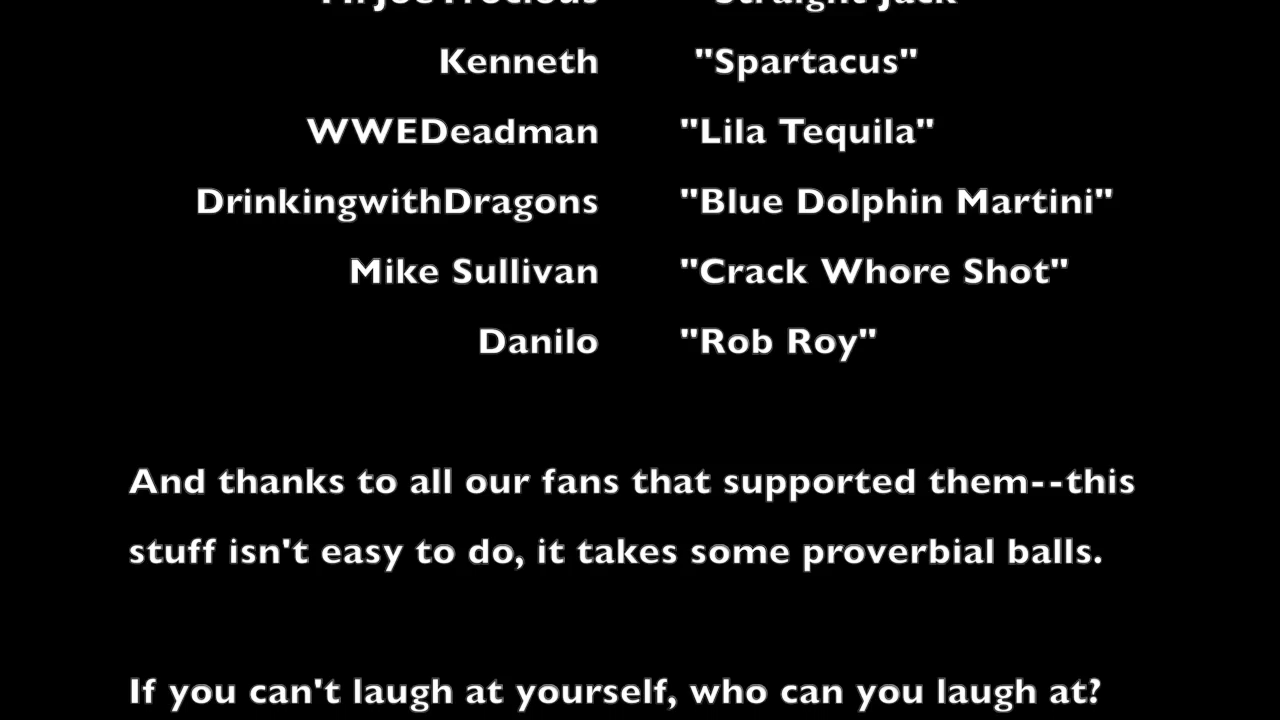 Kenneth "Spartacus"
WWEDeadman "Lila Tequila"
DrinkingwithDragons "Blue Dolphin Martini"
Mike Sullivan "Crack Whore Shot"
Danilo "Rob Roy"
And thanks to all our fans that supported them--this
stuff isn't easy to do, it takes some proverbial balls.
If you can't laugh at yourself, who can you laugh at?